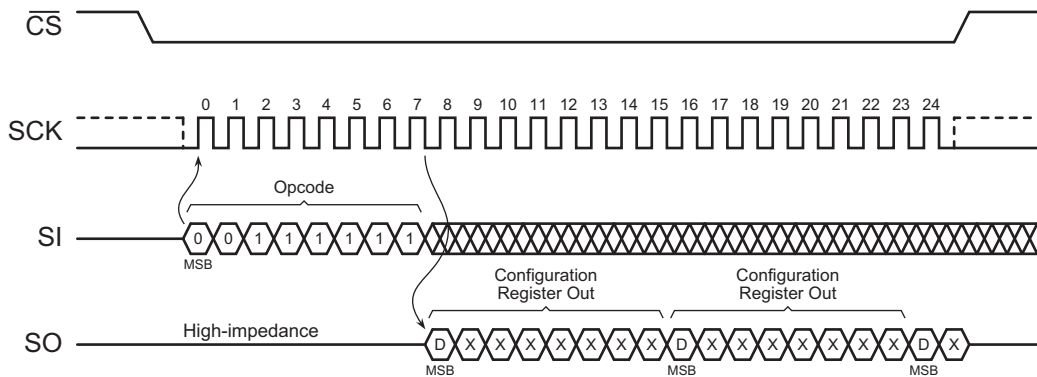 CS
0 1 2 3 4 5 6 7 8 9 10 11 12 13 14 15 16 17 18 19 20 21 22 23 24
SCK
Opcode
SI 0 0 1 1 1 1 1 1
MSB
Configuration Register Out
Configuration Register Out
High-impedance
SO D X X X X X X X D X X X X X X X D X
MSB MSB MSB